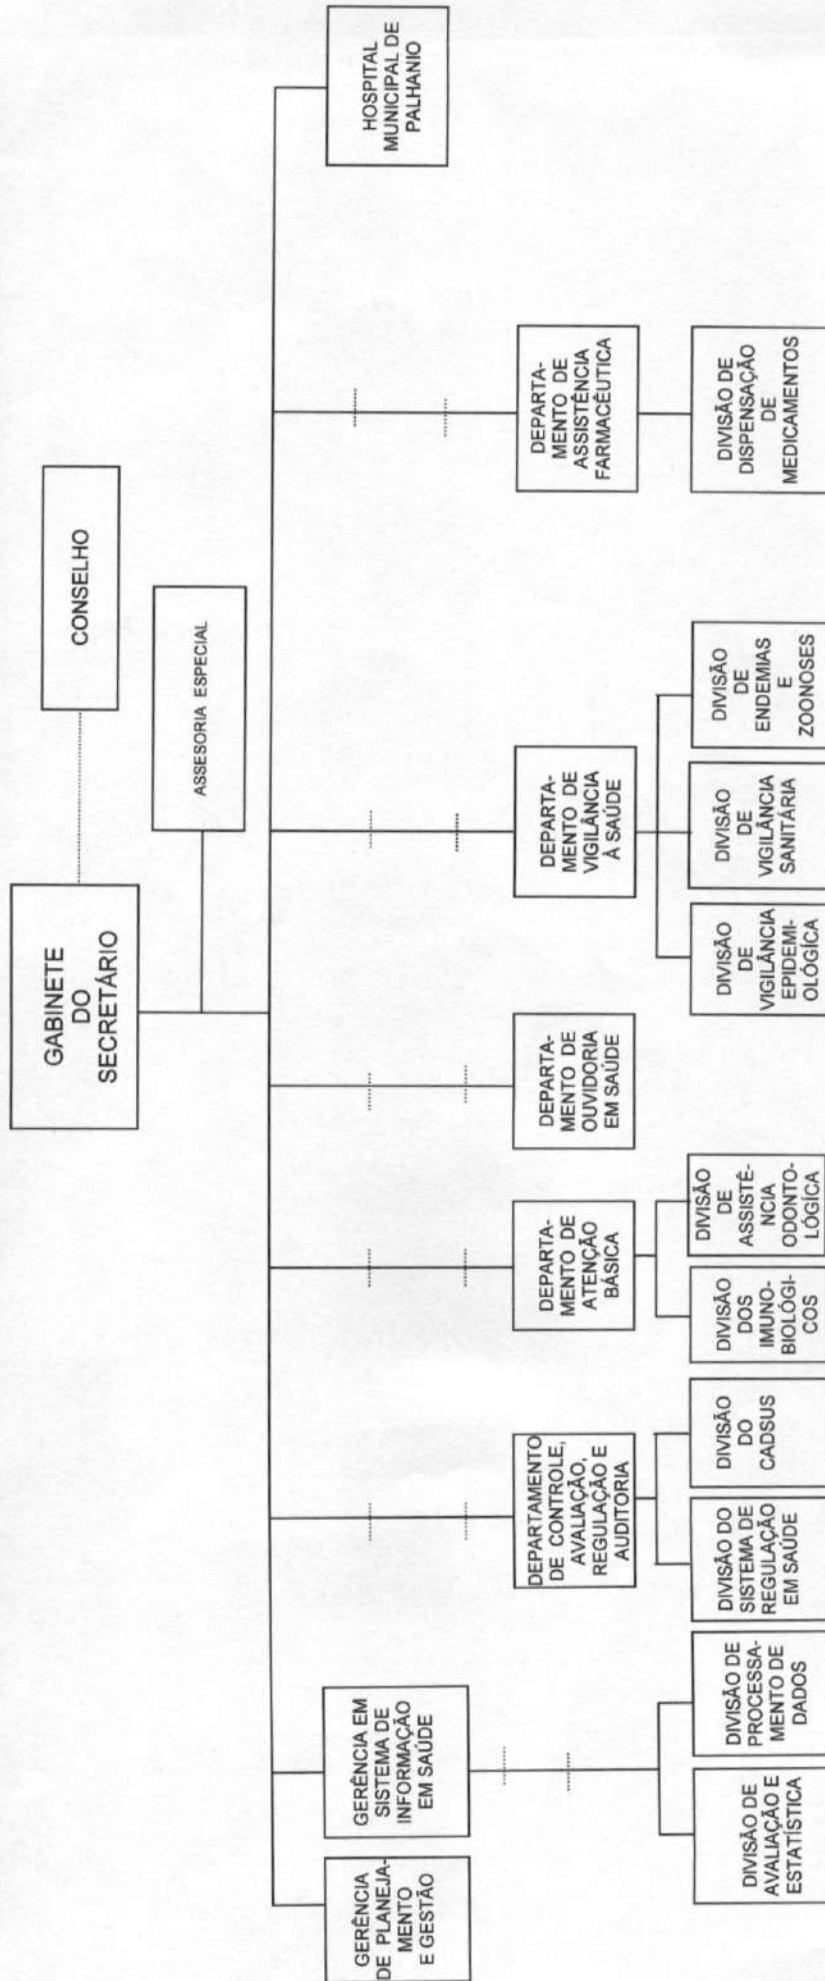 GABINETE
DO
SECRETÁRIO
CONSELHO
ASSESORIA ESPECIAL
GERÊNCIA
DE PLANEJA-
MENTO
E GESTÃO
GERÊNCIA EM
SISTEMA DE
INFORMAÇÃO
EM SAÚDE
HOSPITAL
MUNICIPAL DE
PALHANIO
DEPARTAMENTO
DE CONTROLE,
AVALIAÇÃO,
REGULAÇÃO E
AUDITORIA
DEPARTA-
MENTO DE
ATENÇÃO
BÁSICA
DEPARTA-
MENTO DE
OUVIDORIA
EM SAÚDE
DEPARTA-
MENTO DE
VIGILÂNCIA
À SAÚDE
DEPARTA-
MENTO DE
ASSISTÊNCIA
FARMACÊUTICA
DIVISÃO DE
AVALIAÇÃO E
ESTATÍSTICA
DIVISÃO DE
PROCESSA-
MENTO DE
DADOS
DIVISÃO DO
SISTEMA DE
REGULAÇÃO
EM SAÚDE
DIVISÃO
DO
CADSUS
DIVISÃO
DOS
IMUNO-
BIOLÓGI-
COS
DIVISÃO
DE
ASSISTÊ-
NCIA
ODONTO-
LÓGÍCA
DIVISÃO
DE
VIGILÂNCIA
EPIDEMI-
OLÓGÍCA
DIVISÃO
DE
VIGILÂNCIA
SANITÁRIA
DIVISÃO
DE
ENDEMIAS
E
ZOONOSES
DIVISÃO DE
DISPENSAÇÃO
DE
MEDICAMENTOS